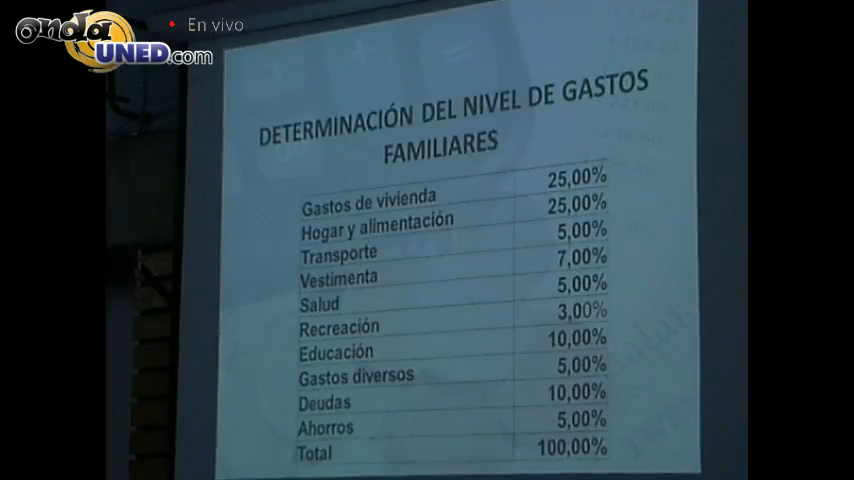 onda
UNED.com
En vivo
DETERMINACIÓN DEL NIVEL DE GASTOS
FAMILIARES
Gastos de vivienda 25,00%
Hogar y alimentación 25,00%
Transporte 5,00%
Vestimenta 7,00%
Salud 5,00%
Recreación 3,00%
Educación 10,00%
Gastos diversos 5,00%
Deudas 10,00%
Ahorros 5,00%
Total 100,00%